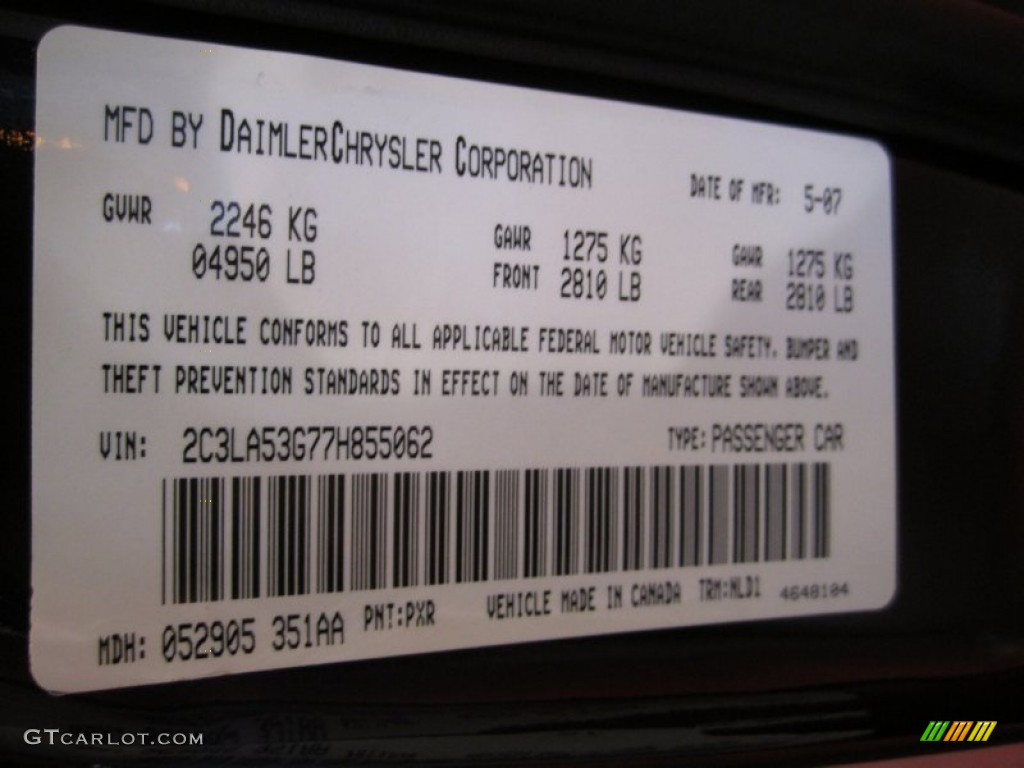 MFD BY DAIMLERCHRYSLER CORPORATION
DATE OF MFR: 5-07
GVWR 2246 KG
04950 LB
GAWR 1275 KG
FRONT 2810 LB
GAWR 1275 KG
REAR 2810 LB
THIS VEHICLE CONFORMS TO ALL APPLICABLE FEDERAL MOTOR VEHICLE SAFETY, BUMPER AND
THEFT PREVENTION STANDARDS IN EFFECT ON THE DATE OF MANUFACTURE SHOWN ABOVE.
VIN: 2C3LA53G77H855062
TYPE: PASSENGER CAR
MDH: 052905 351AA PNT:PXR VEHICLE MADE IN CANADA TRM:NLD1 4648104
GTCARLOT.COM